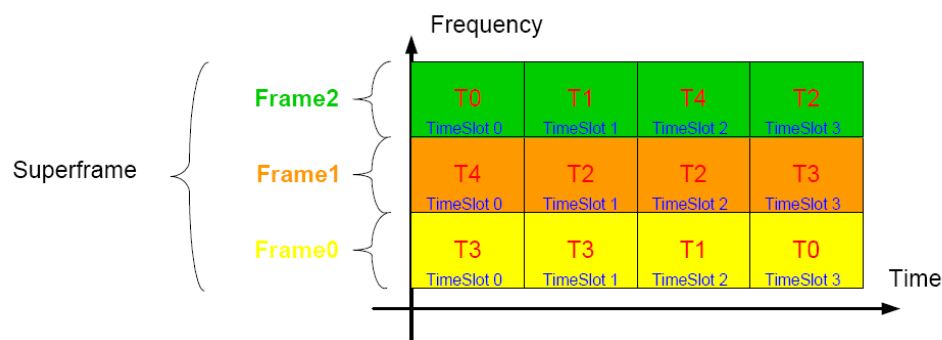 Frequency
Frame2
T0 T1 T4 T2
TimeSlot 0 TimeSlot 1 TimeSlot 2 TimeSlot 3
Superframe
Frame1
T4 T2 T2 T3
TimeSlot 0 TimeSlot 1 TimeSlot 2 TimeSlot 3
Frame0
T3 T3 T1 T0
TimeSlot 0 TimeSlot 1 TimeSlot 2 TimeSlot 3
Time